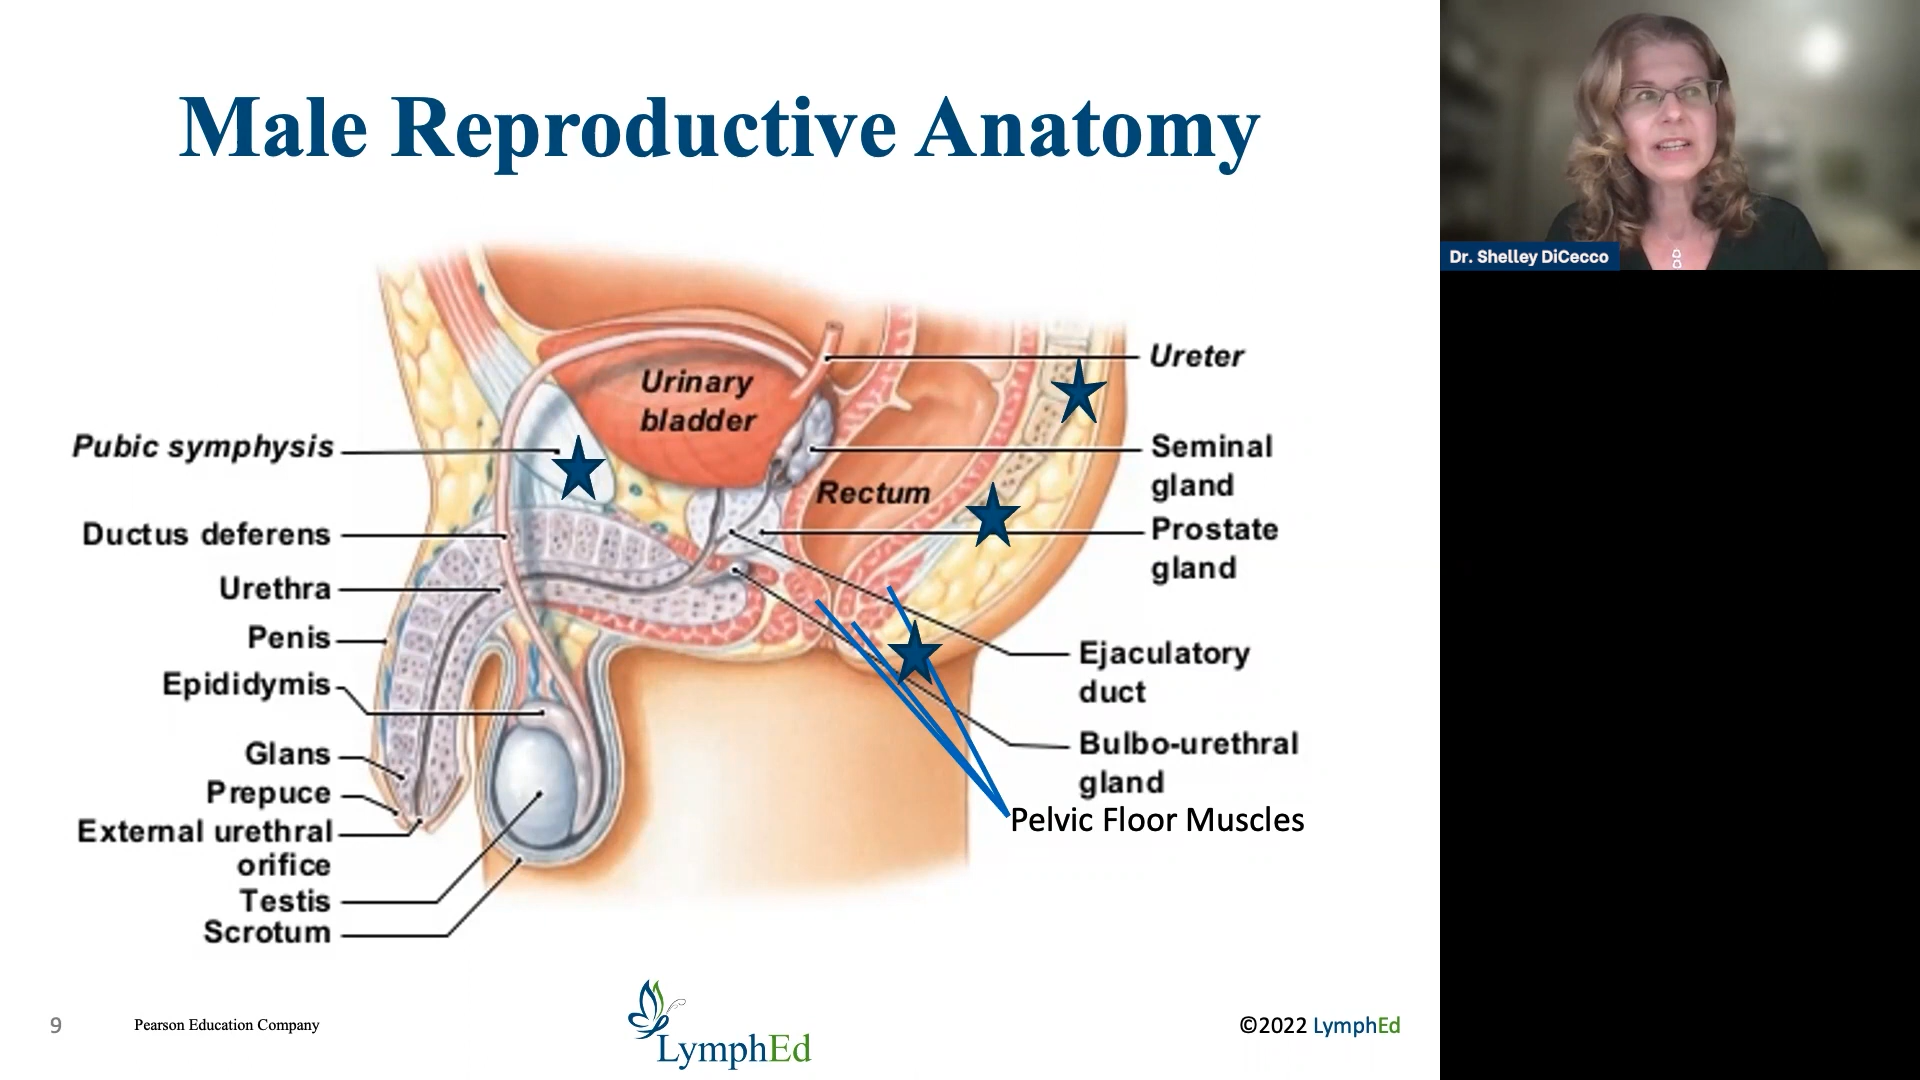 Male Reproductive Anatomy
Dr. Shelley DiCecco
Urinary
bladder
Rectum
Pubic symphysis
Ductus deferens
Urethra
Penis
Epididymis
Glans
Prepuce
External urethral
orifice
Testis
Scrotum
Ureter
Seminal
gland
Prostate
gland
Ejaculatory
duct
Bulbo-urethral
gland
Pelvic Floor Muscles
9
Pearson Education Company
LymphEd
©2022 LymphEd